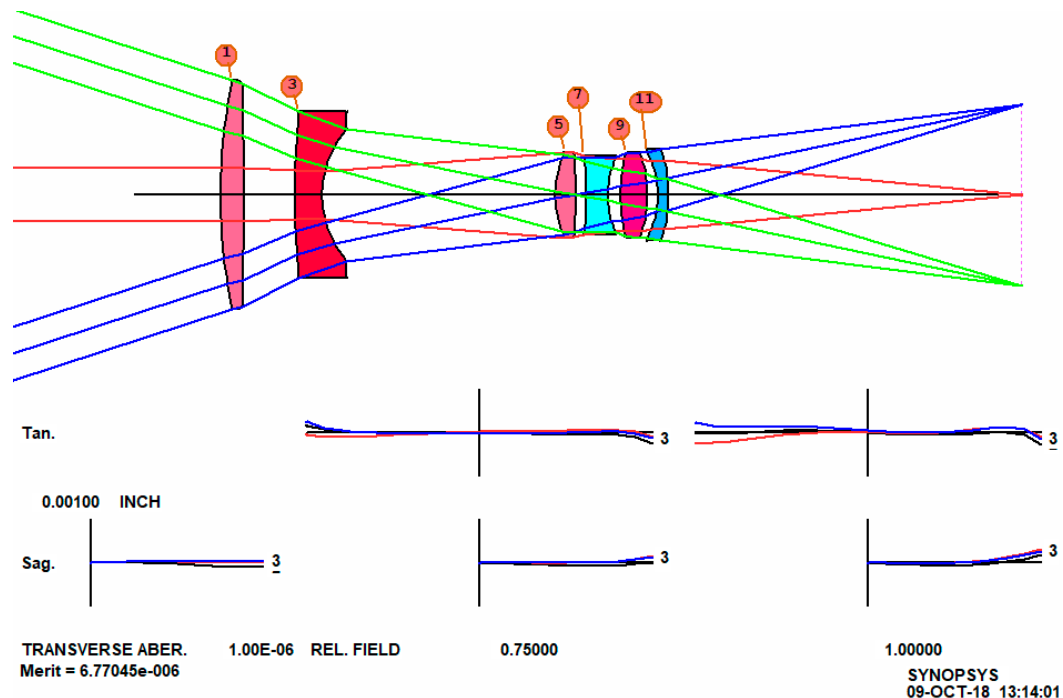 1
3
7
11
5
9
Tan.
3
3
0.00100 INCH
Sag.
3
3
3
TRANSVERSE ABER. 1.00E-06 REL. FIELD 0.75000 1.00000
Merit = 6.77045e-006
SYNOPSYS
09-OCT-18 13:14:01